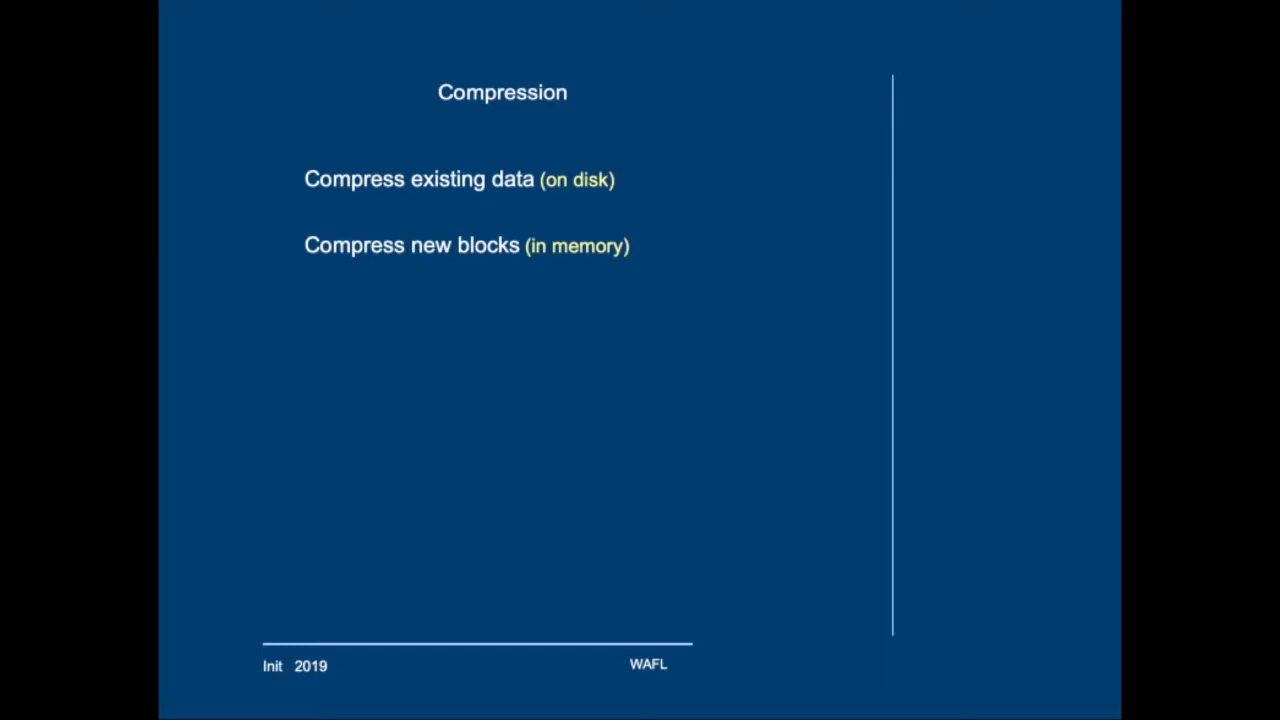 Compression
Compress existing data (on disk)
Compress new blocks (in memory)
Init 2019
WAFL